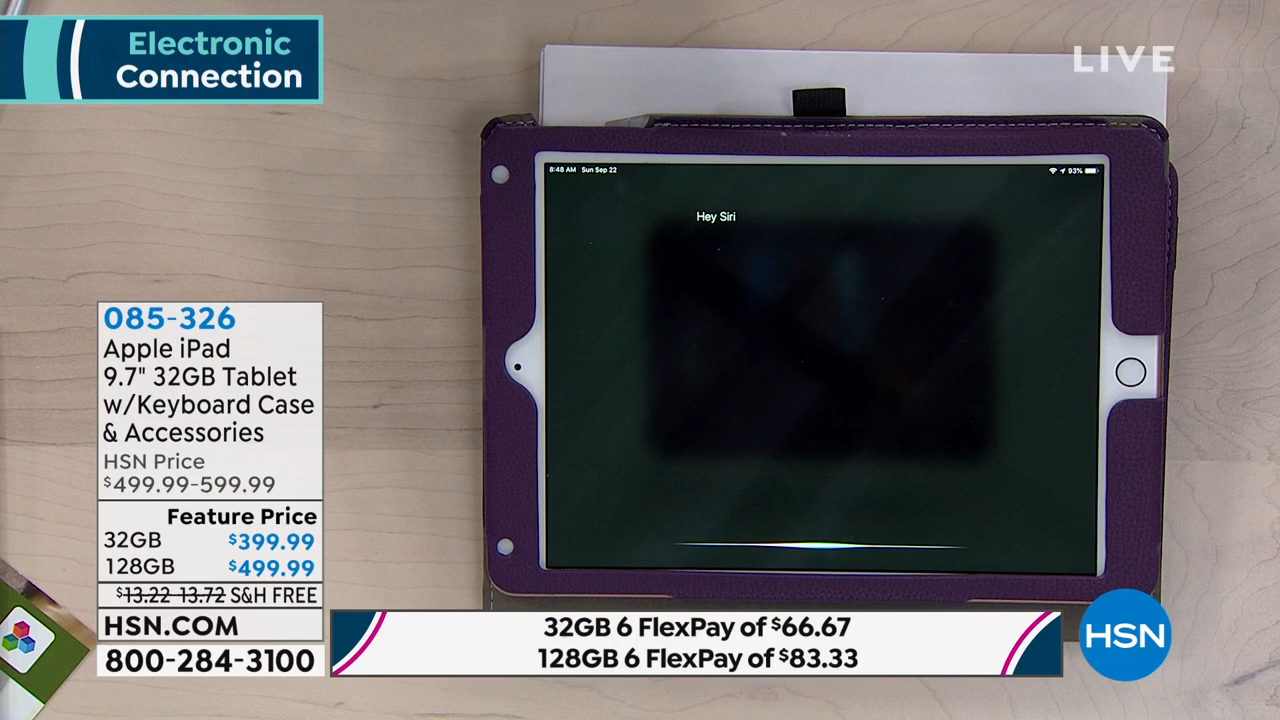 Electronic
Connection
LIVE
8:48 AM Sun Sep 22
93%
Hey Siri
085-326
Apple iPad
9.7" 32GB Tablet
w/Keyboard Case
& Accessories
HSN Price
$499.99-599.99
Feature Price
32GB $399.99
128GB $499.99
$13.22-13.72 S&H FREE
HSN.COM
800-284-3100
32GB 6 FlexPay of $66.67
128GB 6 FlexPay of $83.33
HSN